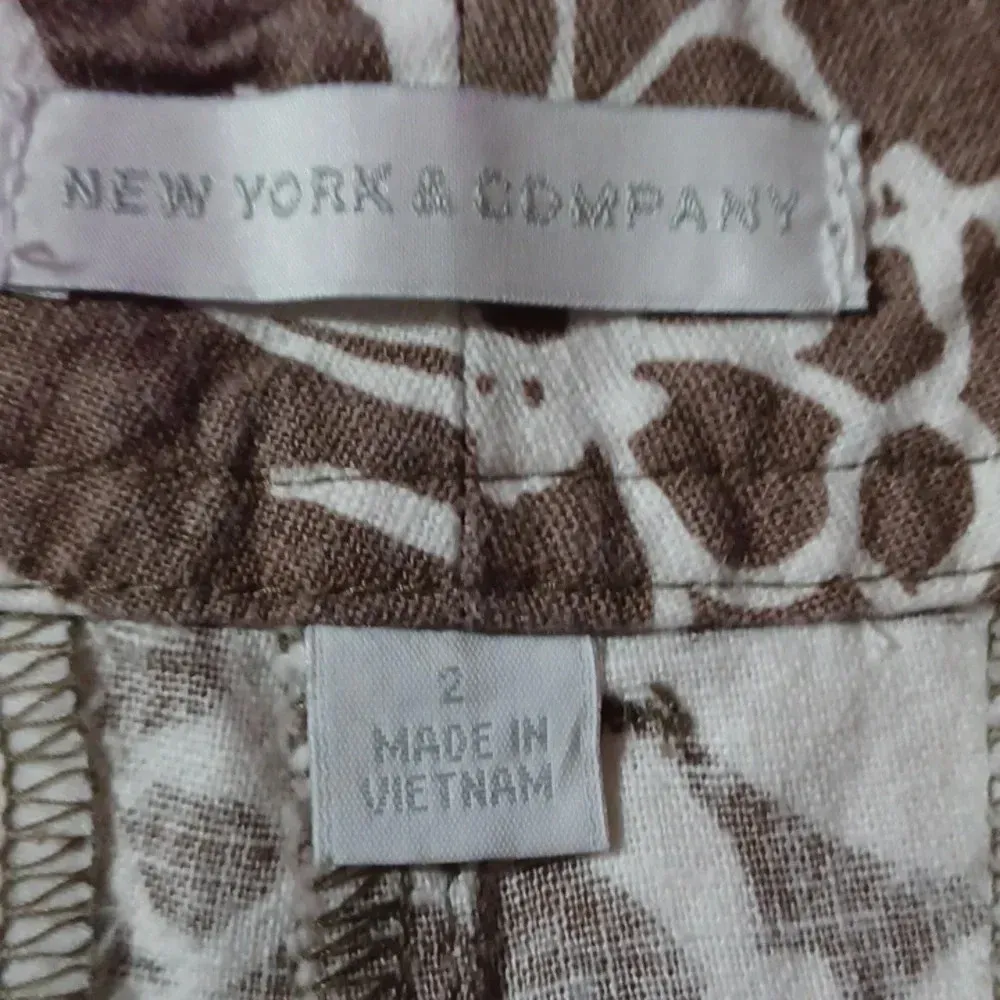 NEW YORK & COMPANY
2
MADE IN
VIETNAM